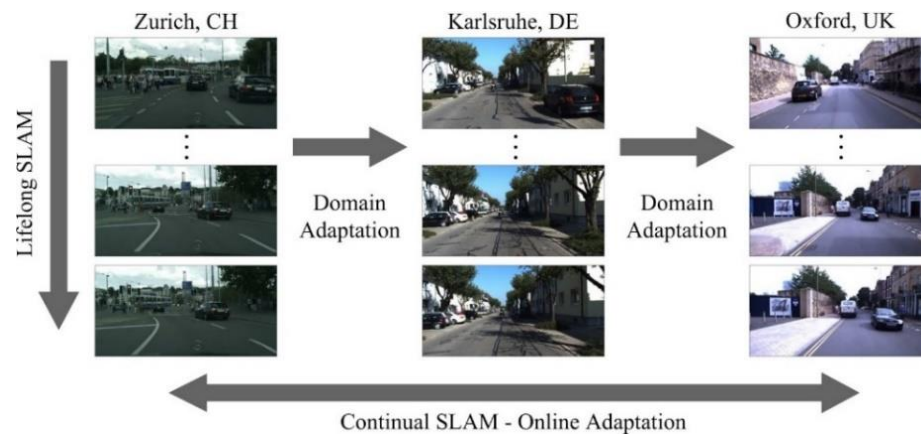 Zurich, CH
Karlsruhe, DE
Oxford, UK
Lifelong SLAM
Domain
Adaptation
Domain
Adaptation
Continual SLAM - Online Adaptation